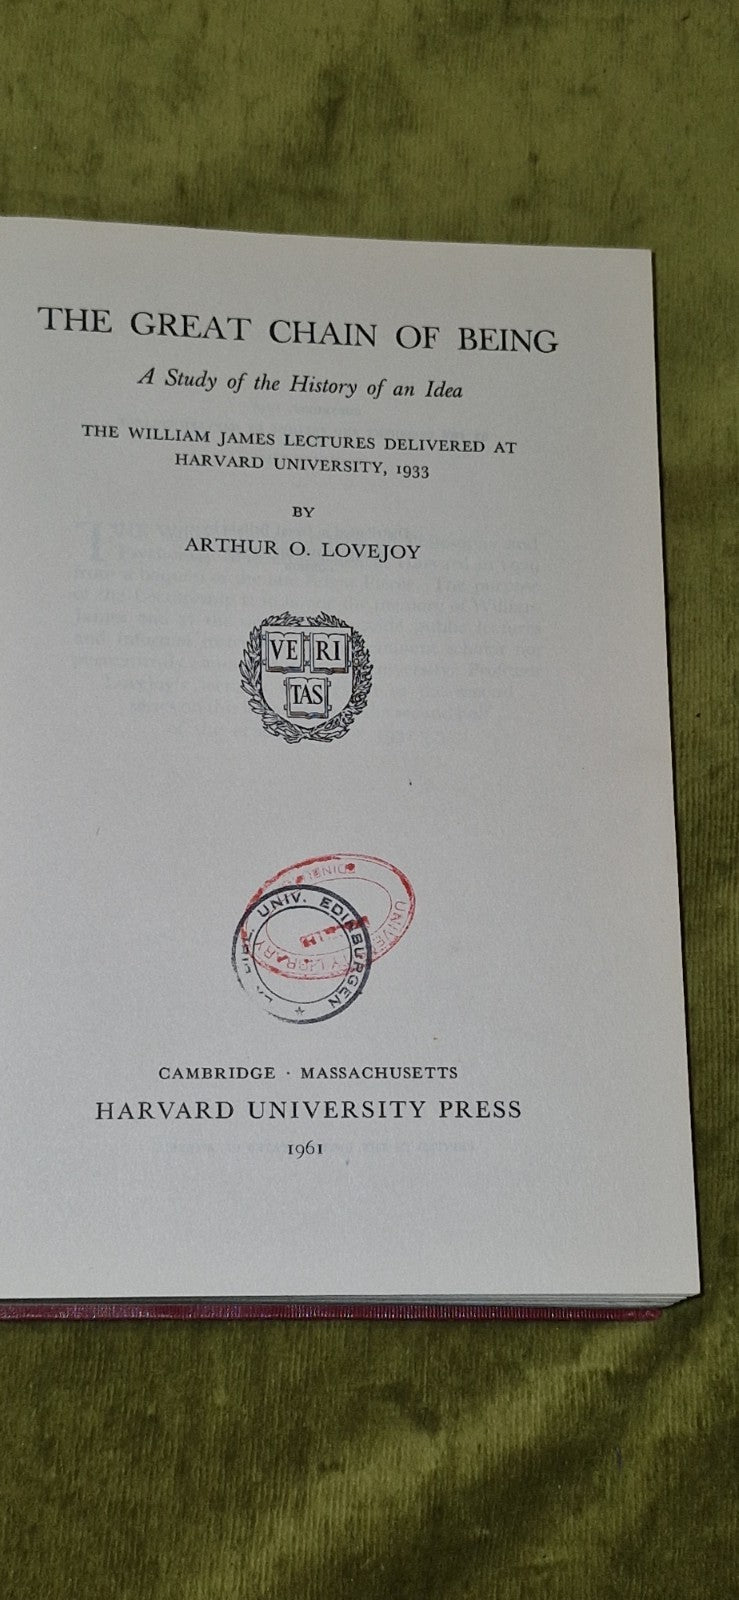 THE GREAT CHAIN OF BEING
A Study of the History of an Idea
THE WILLIAM JAMES LECTURES DELIVERED AT
HARVARD UNIVERSITY, 1933
BY
ARTHUR O. LOVEJOY
VE RI
TAS
UNIV. EDINBURGEN
LIBRARY
CAMBRIDGE · MASSACHUSETTS
HARVARD UNIVERSITY PRESS
1961